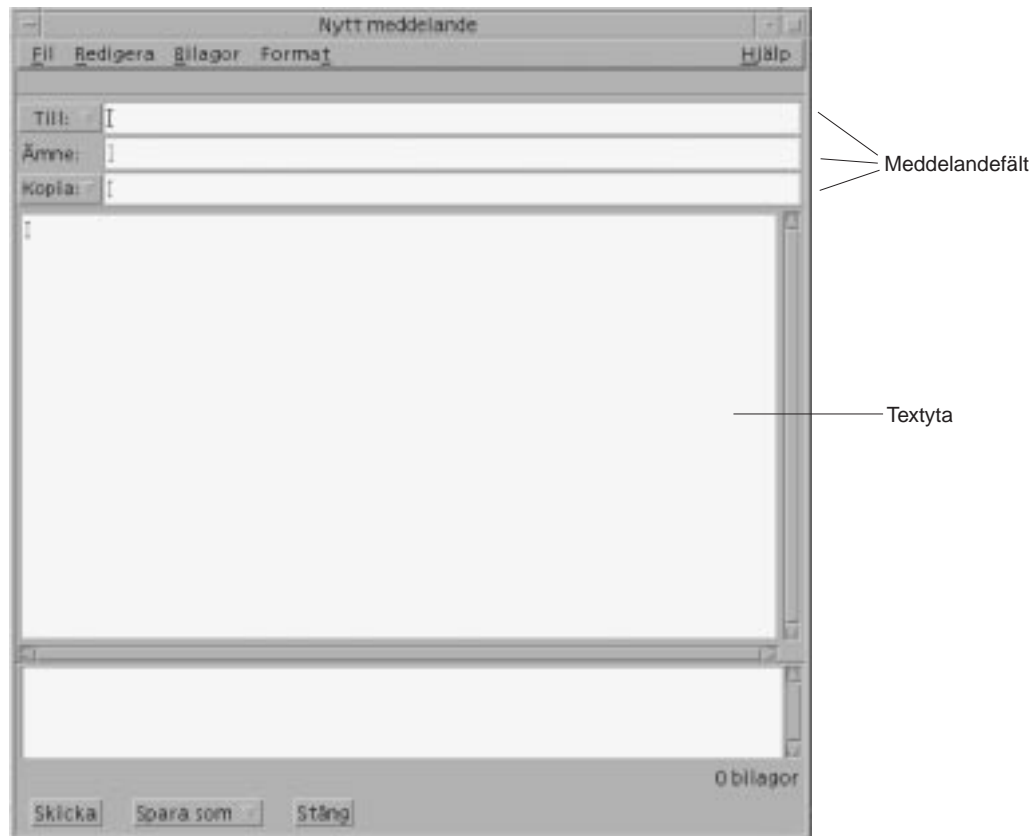 Nytt meddelande
Fil Redigera Bilagor Format Hjälp
Till:
Ämne:
Kopia:
Meddelandefält
Textyta
0 bilagor
Skicka Spara som Stäng